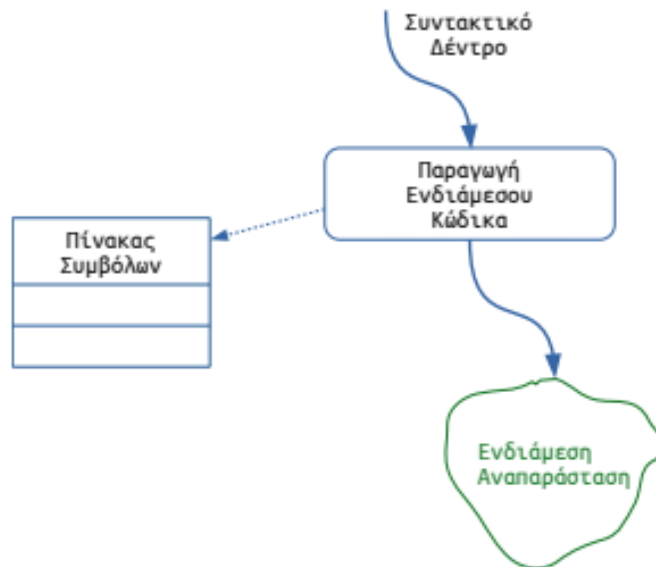 Συντακτικό
Δέντρο
Παραγωγή
Ενδιάμεσου
Κώδικα
Πίνακας
Συμβόλων
Ενδιάμεση
Αναπαράσταση